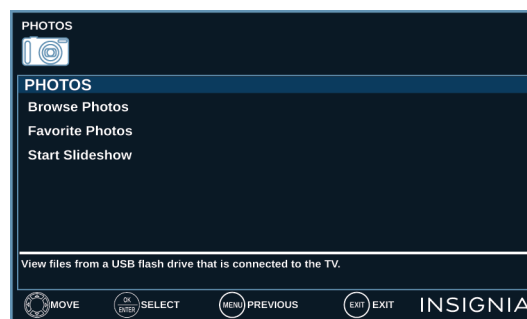 PHOTOS
PHOTOS
Browse Photos
Favorite Photos
Start Slideshow
View files from a USB flash drive that is connected to the TV.
MOVE OK ENTER SELECT MENU PREVIOUS EXIT EXIT INSIGNIA